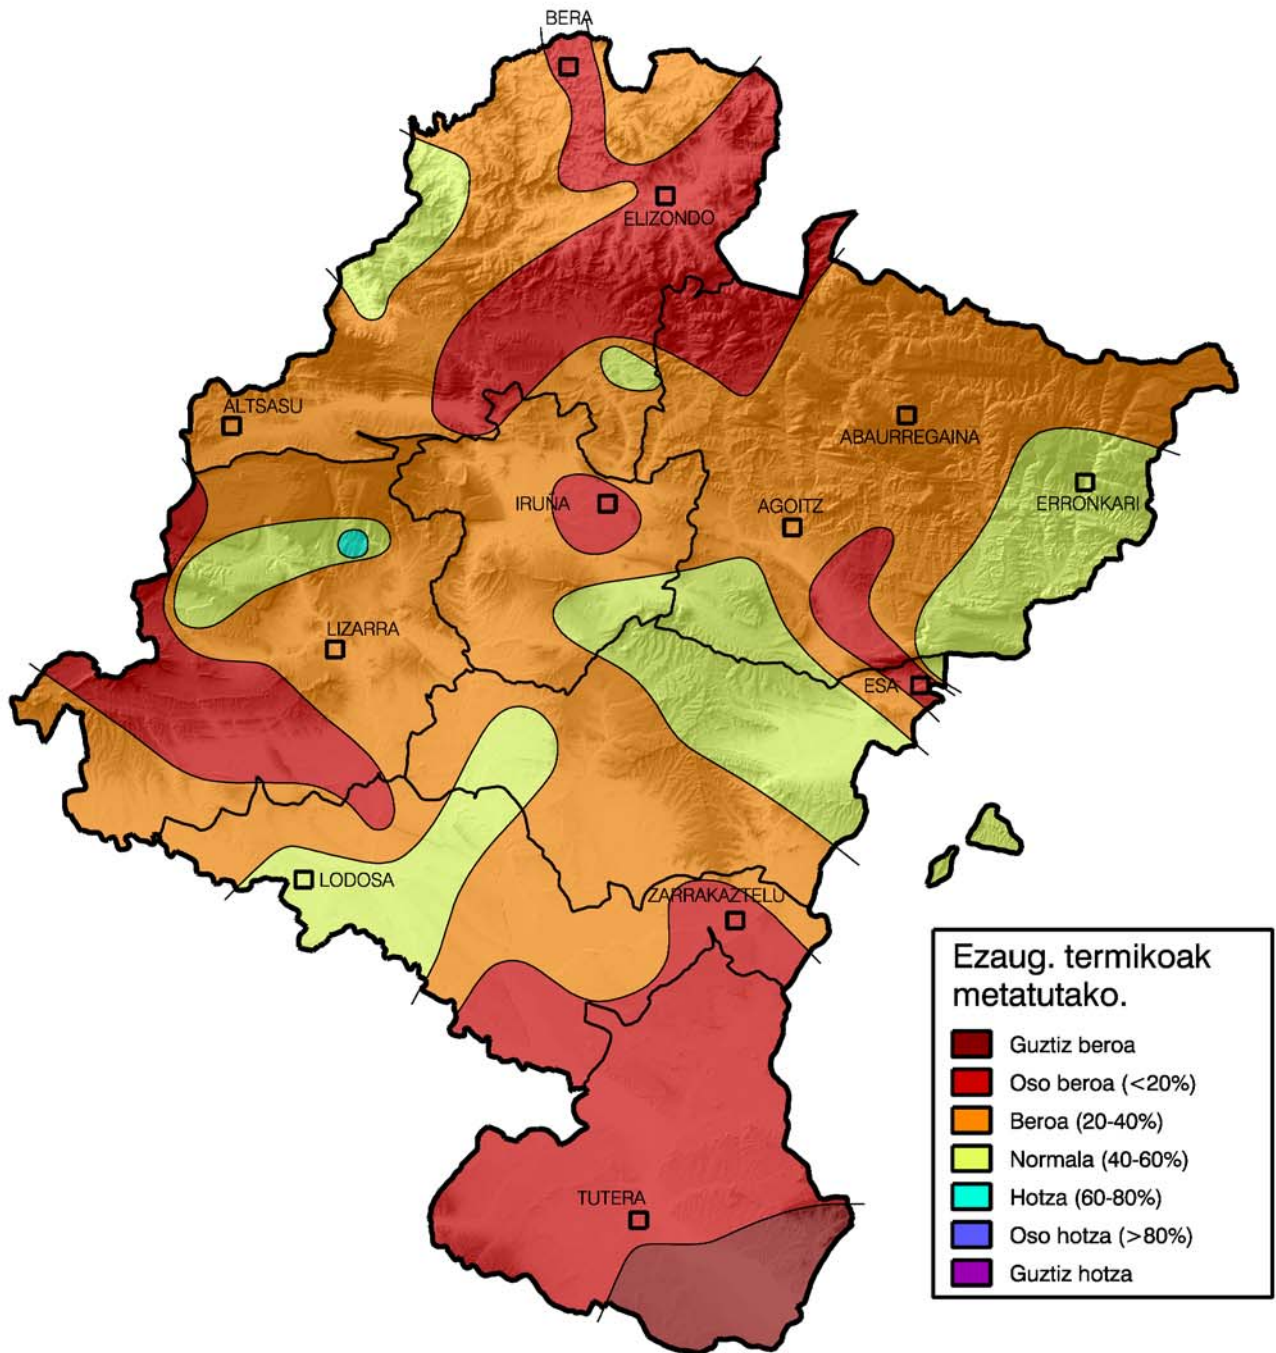 BERA
ELIZONDO
ALTSASU
ABAURREGAINA
IRUÑA
AGOITZ
ERRONKARI
LIZARRA
ESA
LODOSA
ZARRAKAZTELU
TUTERA
Ezaug. termikoak
metatutako.
Guztiz beroa
Oso beroa (<20%)
Beroa (20-40%)
Normala (40-60%)
Hotza (60-80%)
Oso hotza (>80%)
Guztiz hotza